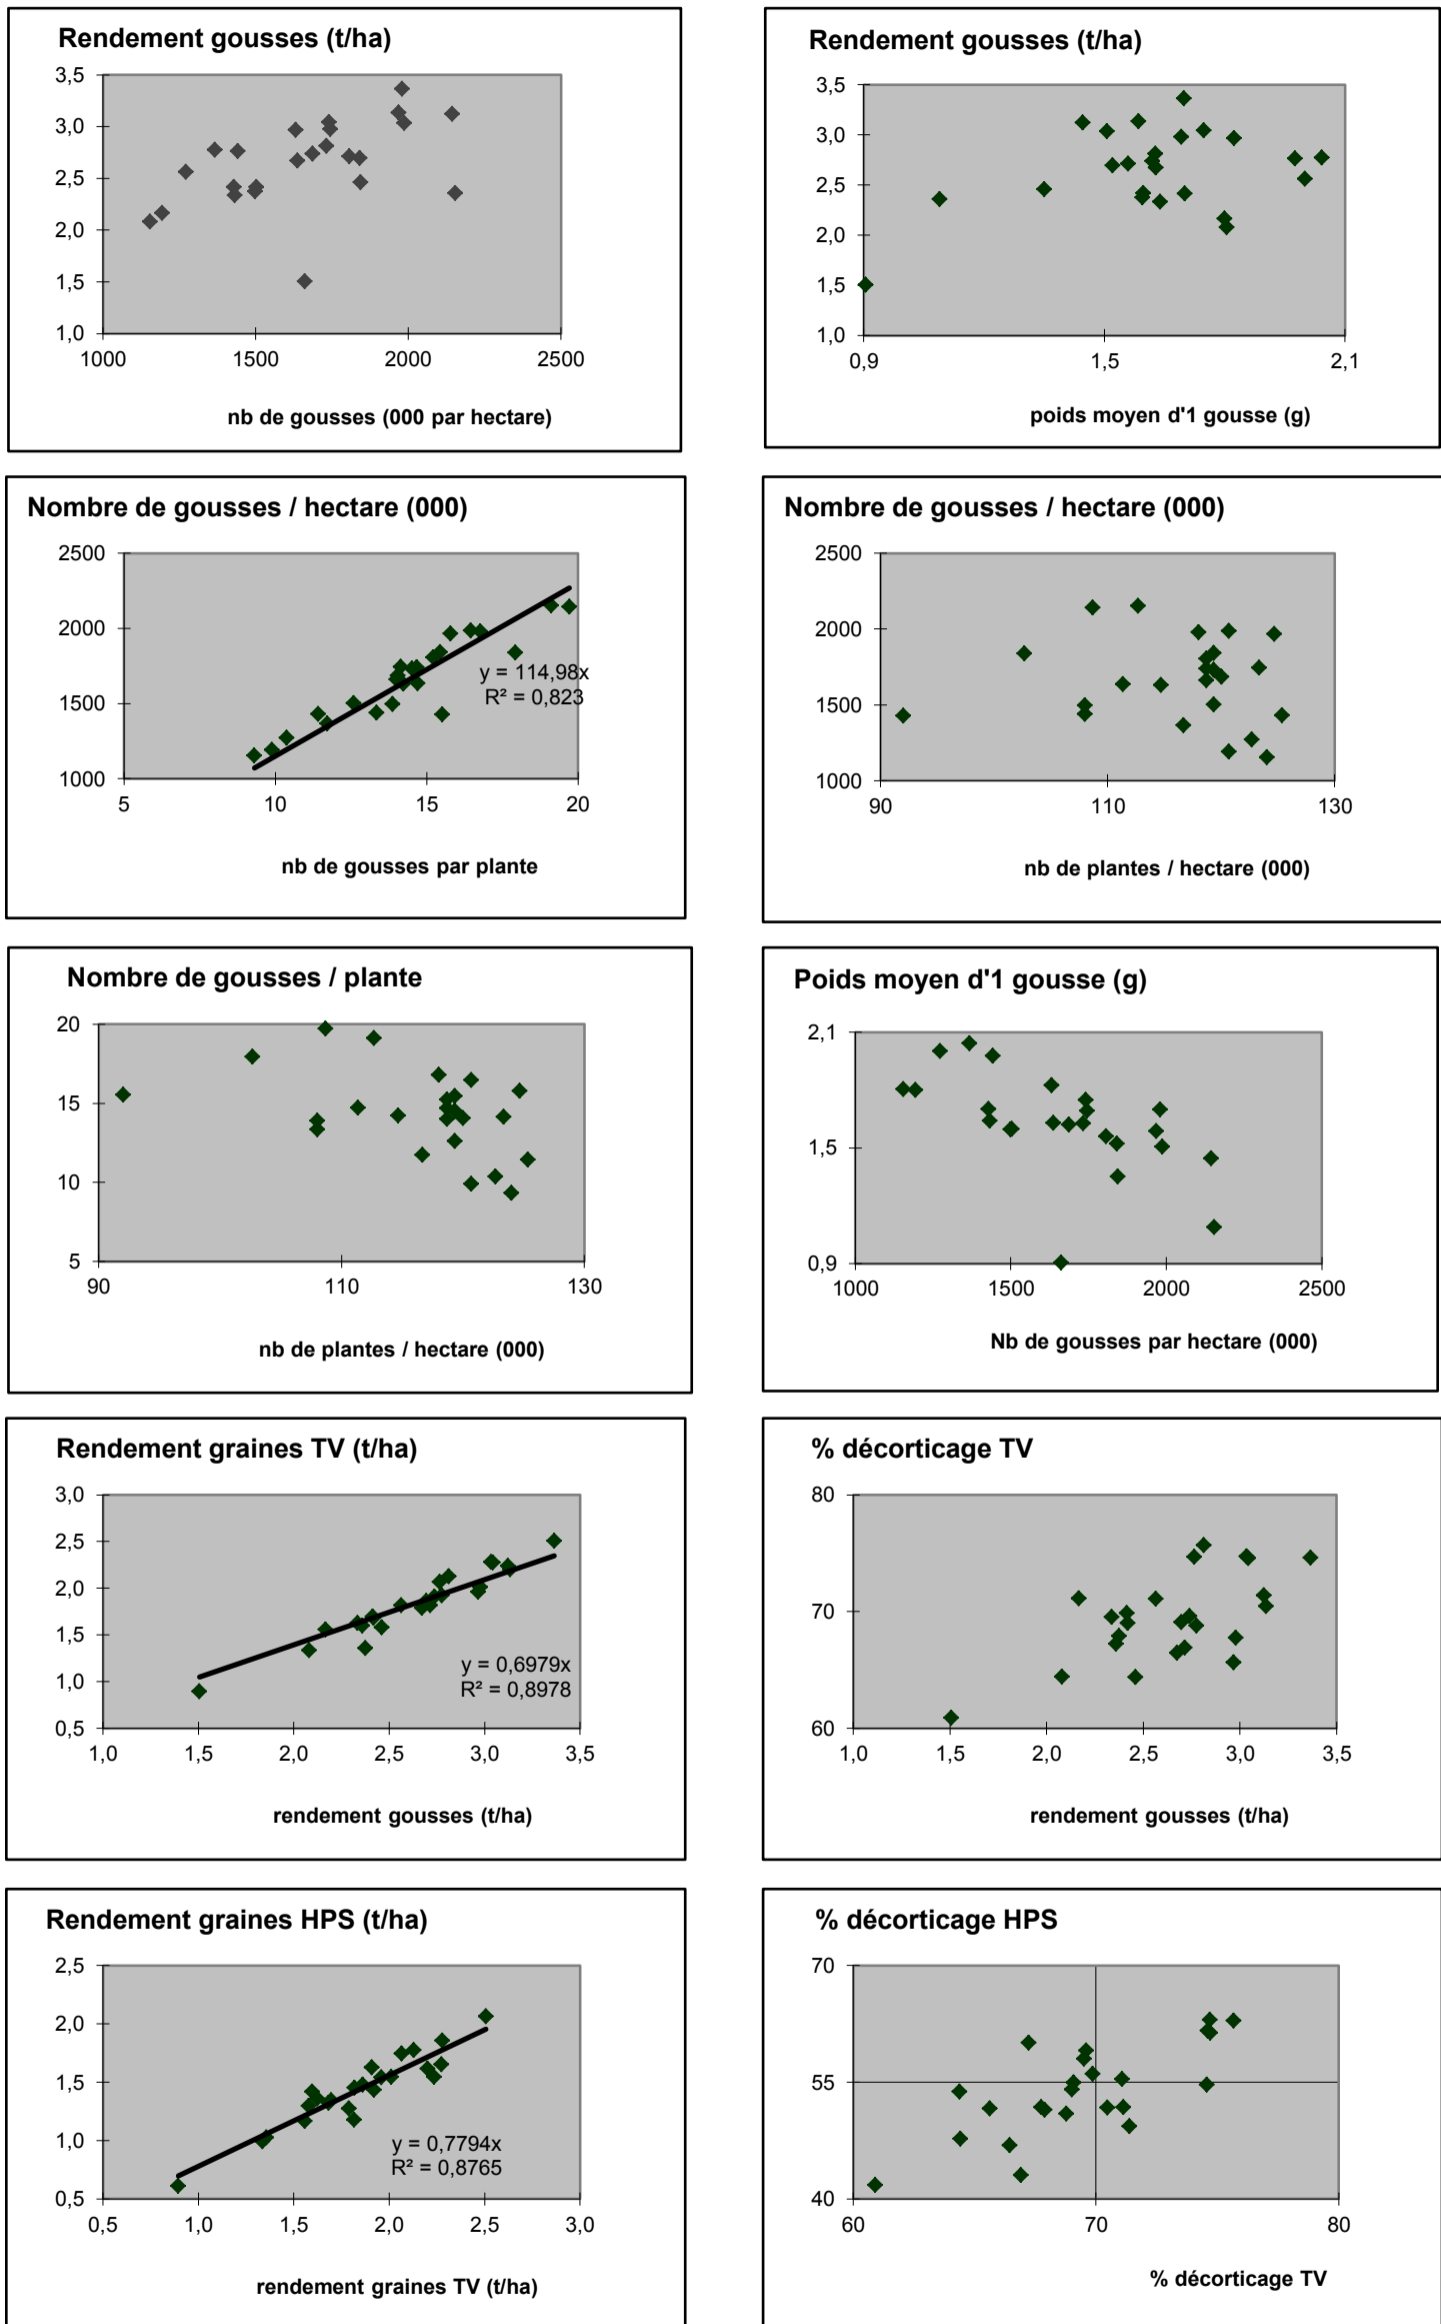 Rendement gousses (t/ha)
3,5
3,0
2,5
2,0
1,5
1,0
1000 1500 2000 2500
nb de gousses (000 par hectare)
Rendement gousses (t/ha)
3,5
3,0
2,5
2,0
1,5
1,0
0,9 1,5 2,1
poids moyen d'1 gousse (g)
Nombre de gousses / hectare (000)
2500
2000
y = 114,98x
R² = 0,823
1500
1000
5 10 15 20
nb de gousses par plante
Nombre de gousses / hectare (000)
2500
2000
1500
1000
90 110 130
nb de plantes / hectare (000)
Nombre de gousses / plante
20
15
10
5
90 110 130
nb de plantes / hectare (000)
Poids moyen d'1 gousse (g)
2,1
1,5
0,9
1000 1500 2000 2500
Nb de gousses par hectare (000)
Rendement graines TV (t/ha)
3,0
2,5
2,0
1,5
y = 0,6979x
1,0
R² = 0,8978
0,5
1,0 1,5 2,0 2,5 3,0 3,5
rendement gousses (t/ha)
% décorticage TV
80
70
60
1,0 1,5 2,0 2,5 3,0 3,5
rendement gousses (t/ha)
Rendement graines HPS (t/ha)
2,5
2,0
1,5
1,0
y = 0,7794x
R² = 0,8765
0,5
0,5 1,0 1,5 2,0 2,5 3,0
rendement graines TV (t/ha)
% décorticage HPS
70
55
40
60 70 80
% décorticage TV